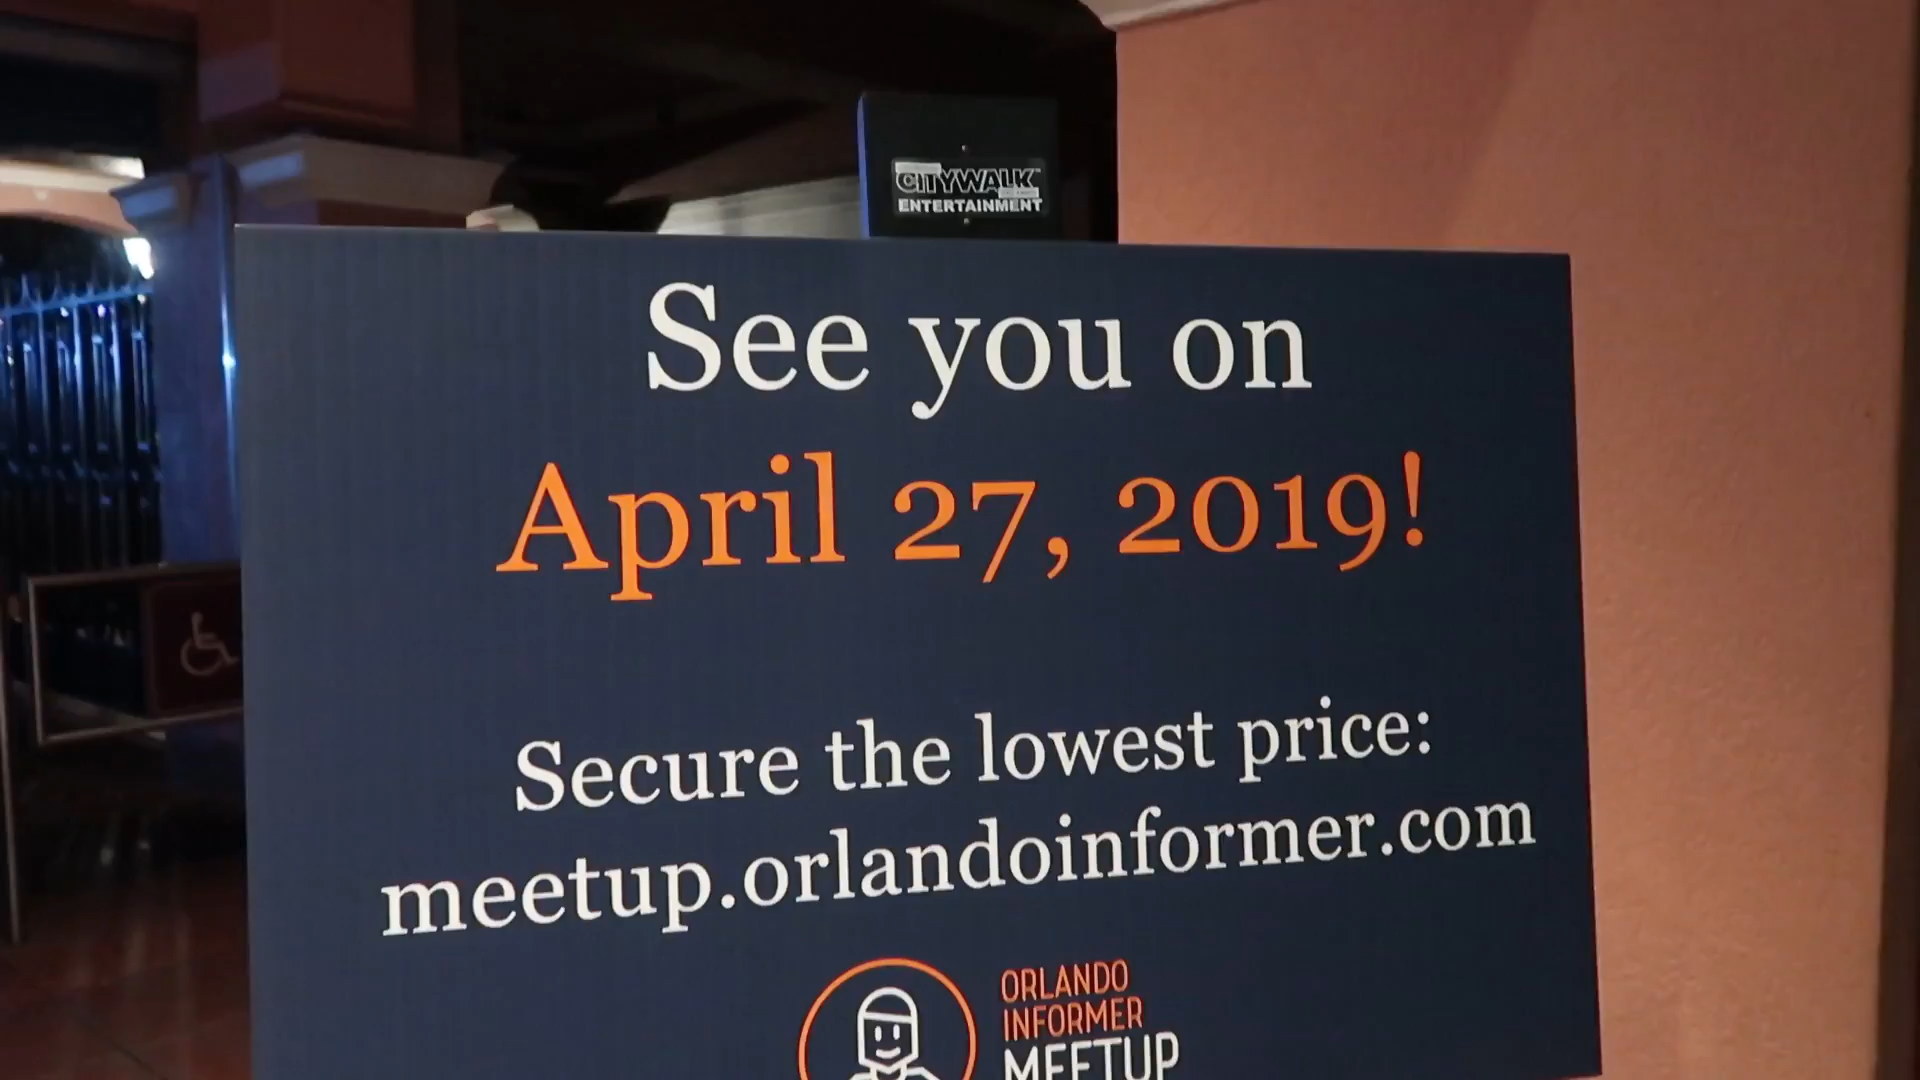 CITYWALK
ENTERTAINMENT
See you on
April 27, 2019!
Secure the lowest price:
meetup.orlandoinformer.com
ORLANDO
INFORMER
MEETUP